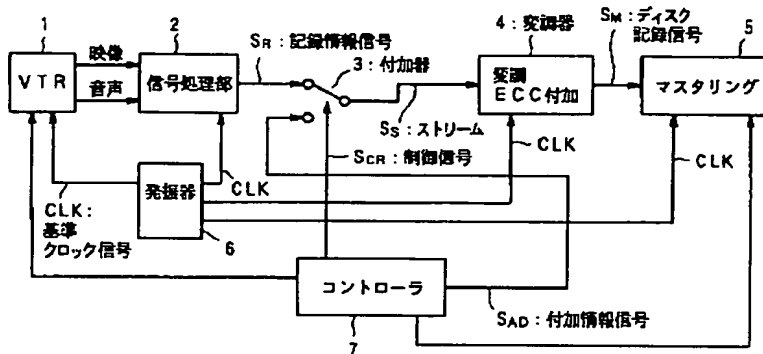 1
VTR
映像
音声
2
信号処理部
SR：記録情報信号
3：付加器
SS：ストリーム
4：変調器
変調
ECC付加
SM：ディスク
記録信号
5
マスタリング
SCR：制御信号
CLK
CLK
CLK
発振器
6
CLK：
基準
クロック信号
コントローラ
7
SAD：付加情報信号